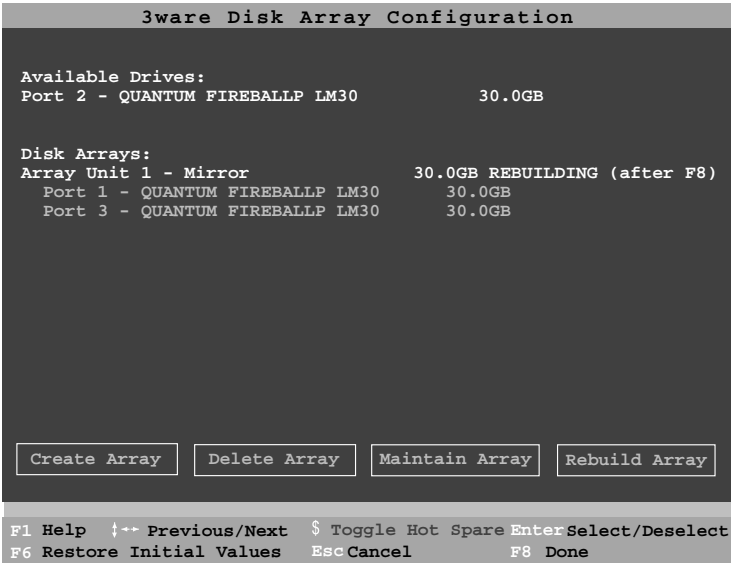 3ware Disk Array Configuration
Available Drives:
Port 2 - QUANTUM FIREBALLP LM30 30.0GB
Disk Arrays:
Array Unit 1 - Mirror 30.0GB REBUILDING (after F8)
Port 1 - QUANTUM FIREBALLP LM30 30.0GB
Port 3 - QUANTUM FIREBALLP LM30 30.0GB
Create Array Delete Array Maintain Array Rebuild Array
F1 Help ↕↔ Previous/Next $ Toggle Hot Spare Enter Select/Deselect
F6 Restore Initial Values Esc Cancel F8 Done